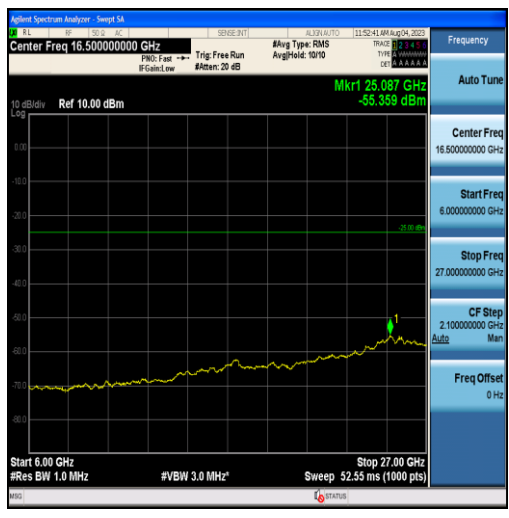 Agilent Spectrum Analyzer - Swept SA
RL RF 50 Ω AC SENSE:INT ALIGN AUTO 11:52:41 AM Aug 04, 2023
Center Freq 16.500000000 GHz
PNO: Fast
IFGain:Low
Trig: Free Run
#Atten: 20 dB
#Avg Type: RMS
Avg|Hold: 10/10
TRACE 1 2 3 4 5 6
TYPE A
DET A A A A A A
Mkr1 25.087 GHz
-55.359 dBm
10 dB/div Ref 10.00 dBm
Log
0.00
-10.0
-20.0
-25.00 dBm
-30.0
-40.0
-50.0
-60.0
-70.0
-80.0
1
Start 6.00 GHz Stop 27.00 GHz
#Res BW 1.0 MHz #VBW 3.0 MHz* Sweep 52.55 ms (1000 pts)
MSG STATUS
Frequency
Auto Tune
Center Freq
16.500000000 GHz
Start Freq
6.000000000 GHz
Stop Freq
27.000000000 GHz
CF Step
2.100000000 GHz
Auto Man
Freq Offset
0 Hz